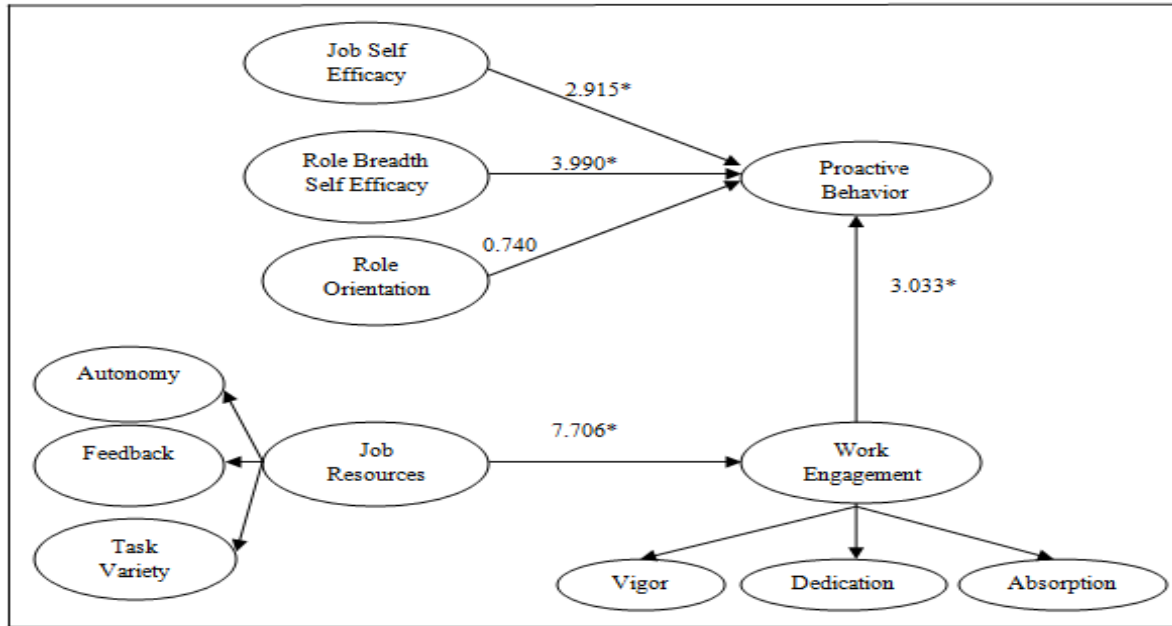 Job Self
Efficacy
2.915*
Role Breadth
Self Efficacy
3.990*
Proactive
Behavior
0.740
Role
Orientation
3.033*
Autonomy
Feedback
Job
Resources
7.706*
Work
Engagement
Task
Variety
Vigor
Dedication
Absorption